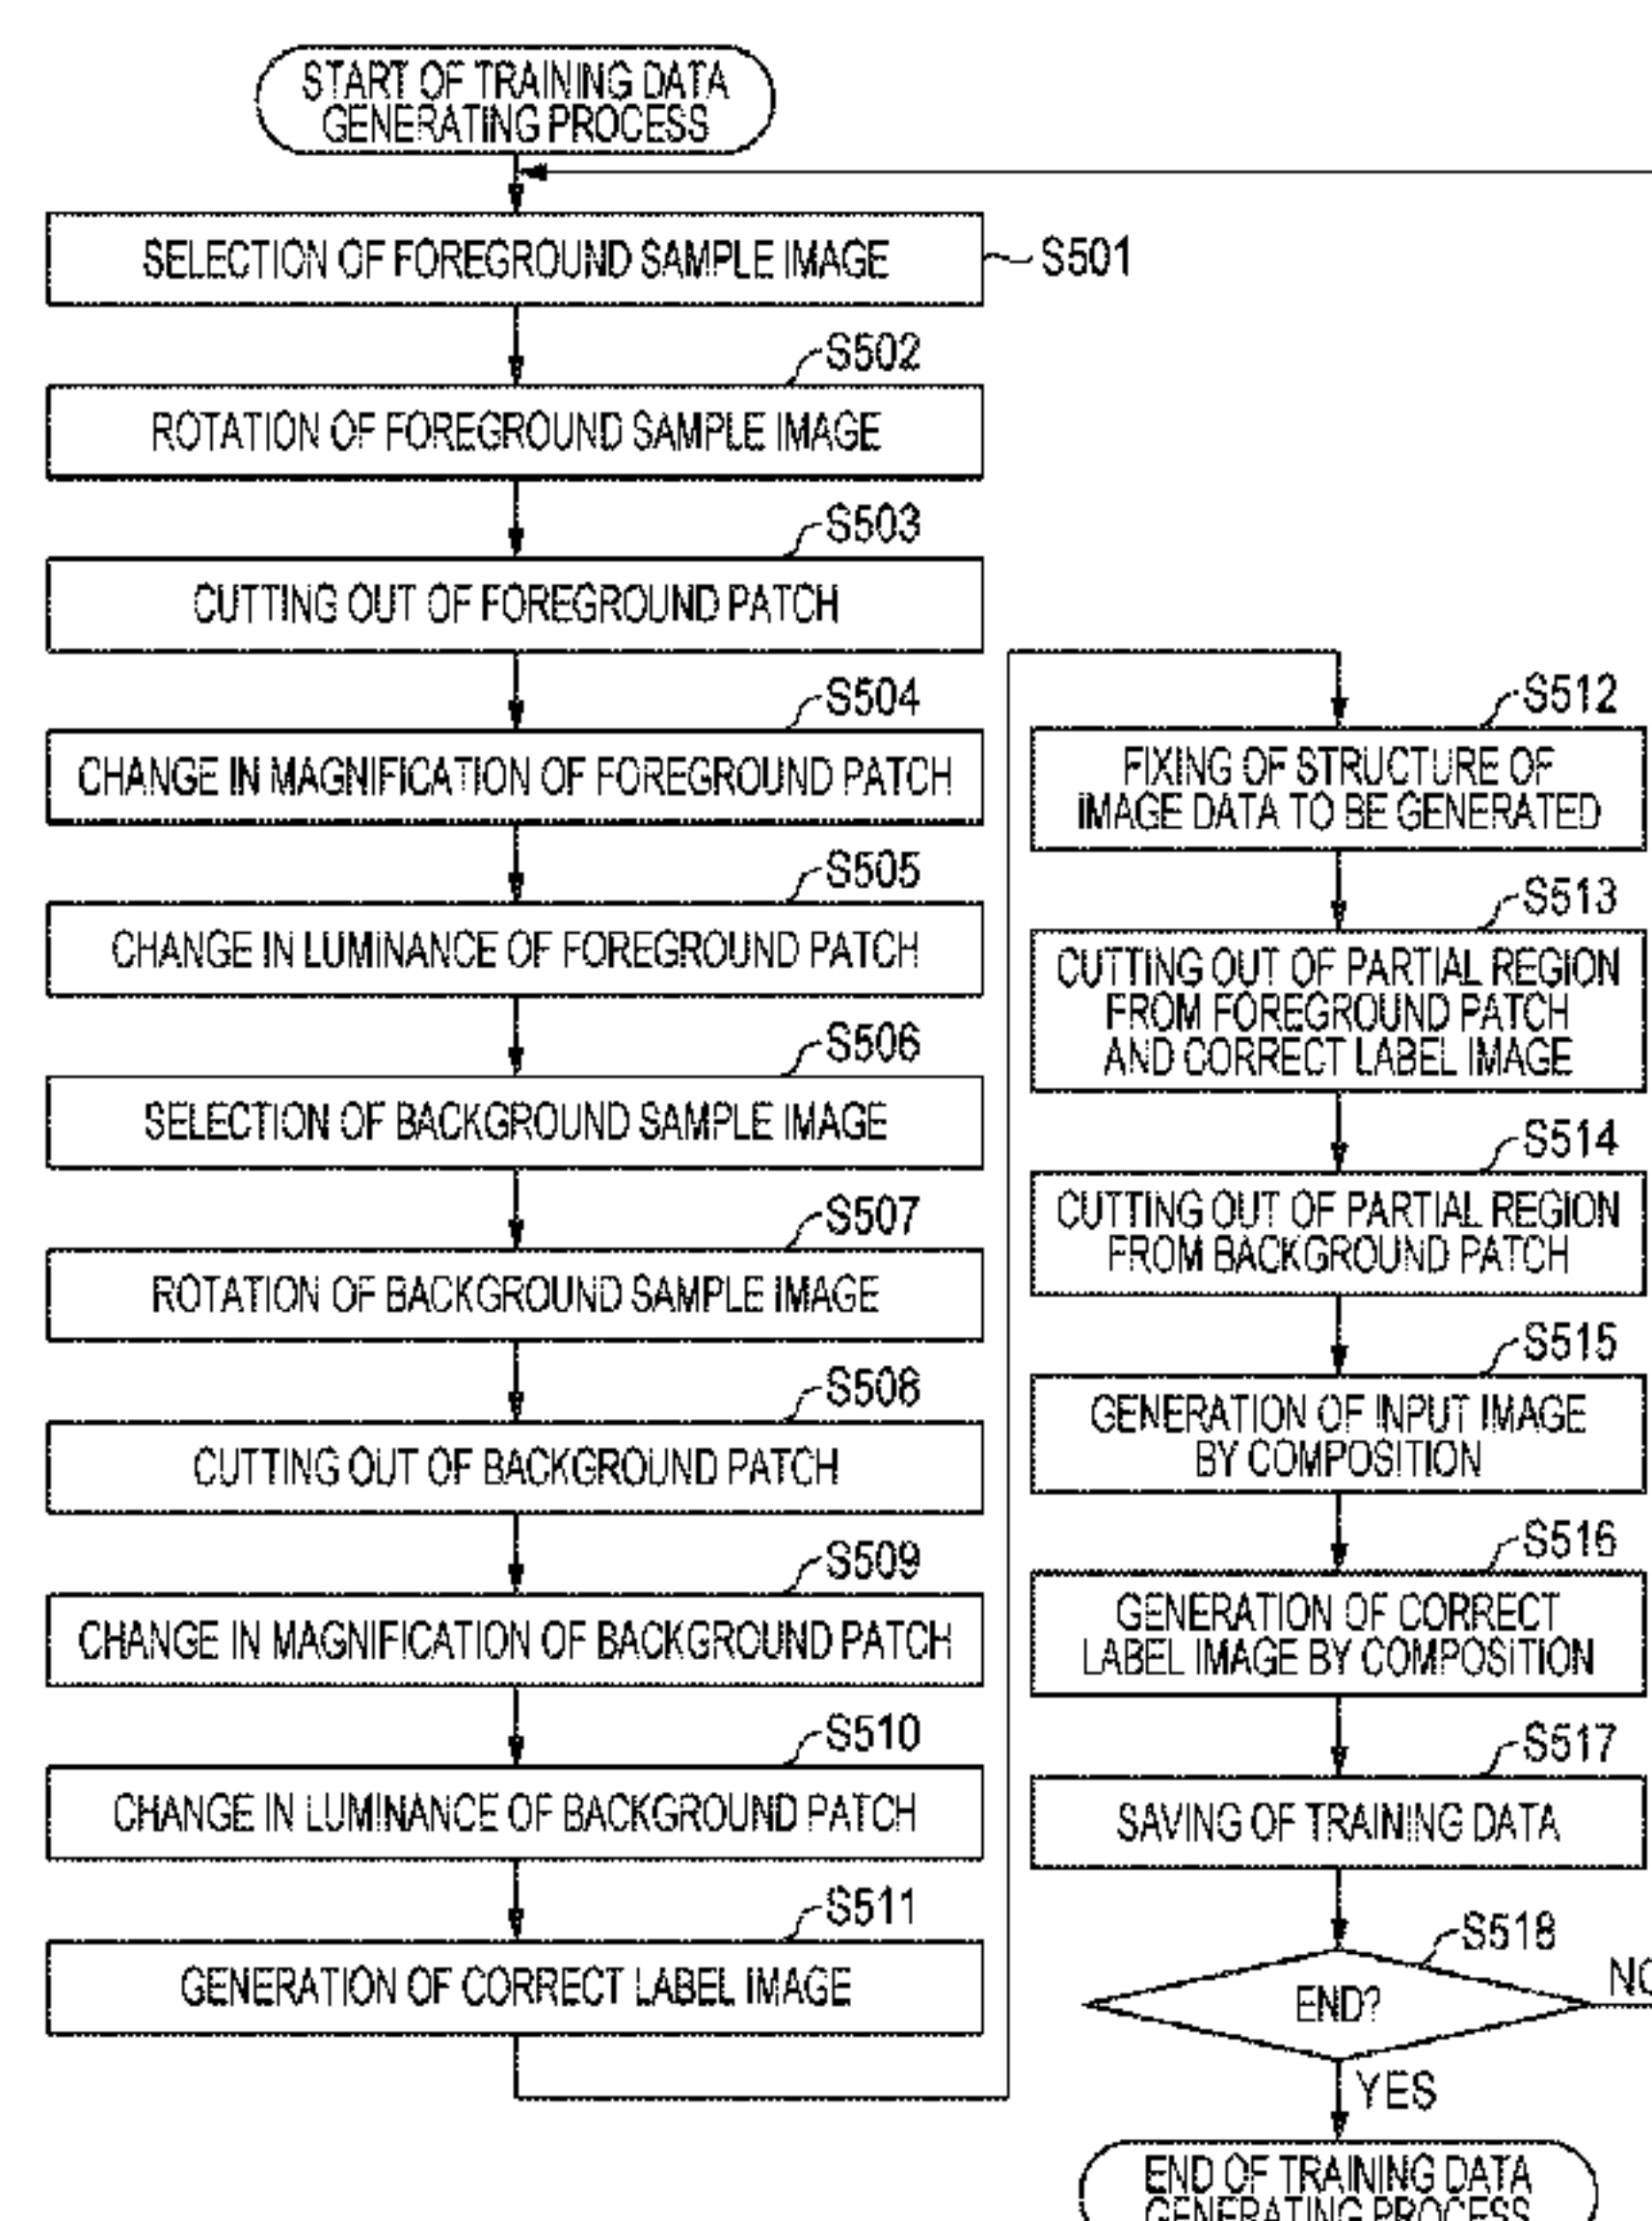 START OF TRAINING DATA
GENERATING PROCESS
SELECTION OF FOREGROUND SAMPLE IMAGE
S501
S502
ROTATION OF FOREGROUND SAMPLE IMAGE
S503
CUTTING OUT OF FOREGROUND PATCH
S504
CHANGE IN MAGNIFICATION OF FOREGROUND PATCH
S505
CHANGE IN LUMINANCE OF FOREGROUND PATCH
S506
SELECTION OF BACKGROUND SAMPLE IMAGE
S507
ROTATION OF BACKGROUND SAMPLE IMAGE
S508
CUTTING OUT OF BACKGROUND PATCH
S509
CHANGE IN MAGNIFICATION OF BACKGROUND PATCH
S510
CHANGE IN LUMINANCE OF BACKGROUND PATCH
S511
GENERATION OF CORRECT LABEL IMAGE
S512
FIXING OF STRUCTURE OF
IMAGE DATA TO BE GENERATED
S513
CUTTING OUT OF PARTIAL REGION
FROM FOREGROUND PATCH
AND CORRECT LABEL IMAGE
S514
CUTTING OUT OF PARTIAL REGION
FROM BACKGROUND PATCH
S515
GENERATION OF INPUT IMAGE
BY COMPOSITION
S516
GENERATION OF CORRECT
LABEL IMAGE BY COMPOSITION
S517
SAVING OF TRAINING DATA
S518
END?
NO
YES
END OF TRAINING DATA
GENERATING PROCESS